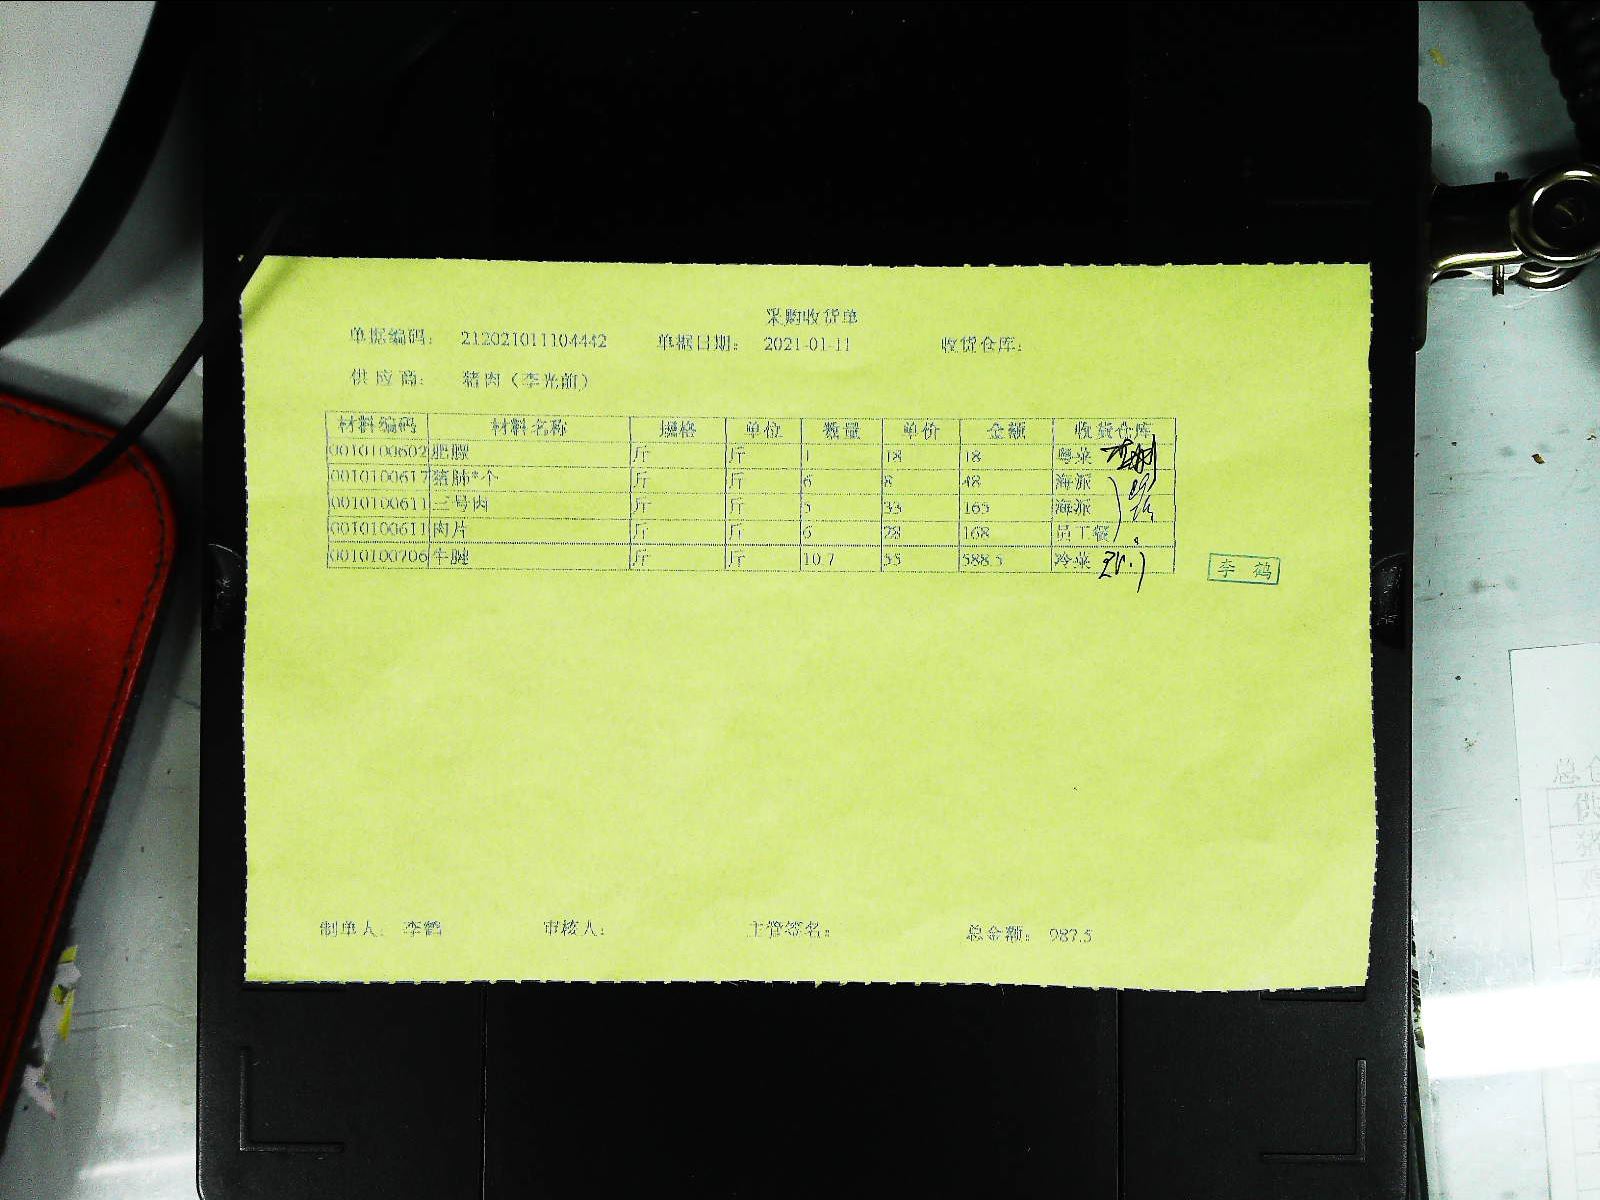 采购收货单
单据编码： 212021011104442 单据日期： 2021-01-11 收货仓库：
供应商： 猪肉（李光前）
材料编码 材料名称 规格 单位 数量 单价 金额 收货仓库
0010100602 肥膘 斤 斤 1 18 18 粤菜
0010100617 猪肺*个 斤 斤 6 8 48 海派
0010100611 三号肉 斤 斤 5 33 165 海派
0010100611 肉片 斤 斤 6 28 168 员工餐
0010100706 牛腱 斤 斤 10.7 55 588.5 冷菜
李鹤
制单人： 李鹤 审核人： 主管签名： 总金额： 987.5
总仓
供
猪